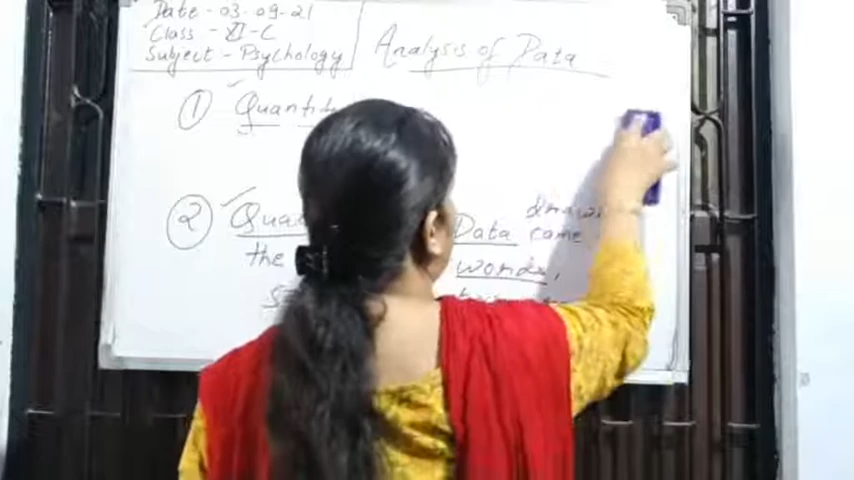 Date - 03-09-21
Class - XI-C
Subject - Psychology
Analysis of Data
① Quantit
② Qua
Data came
the words,